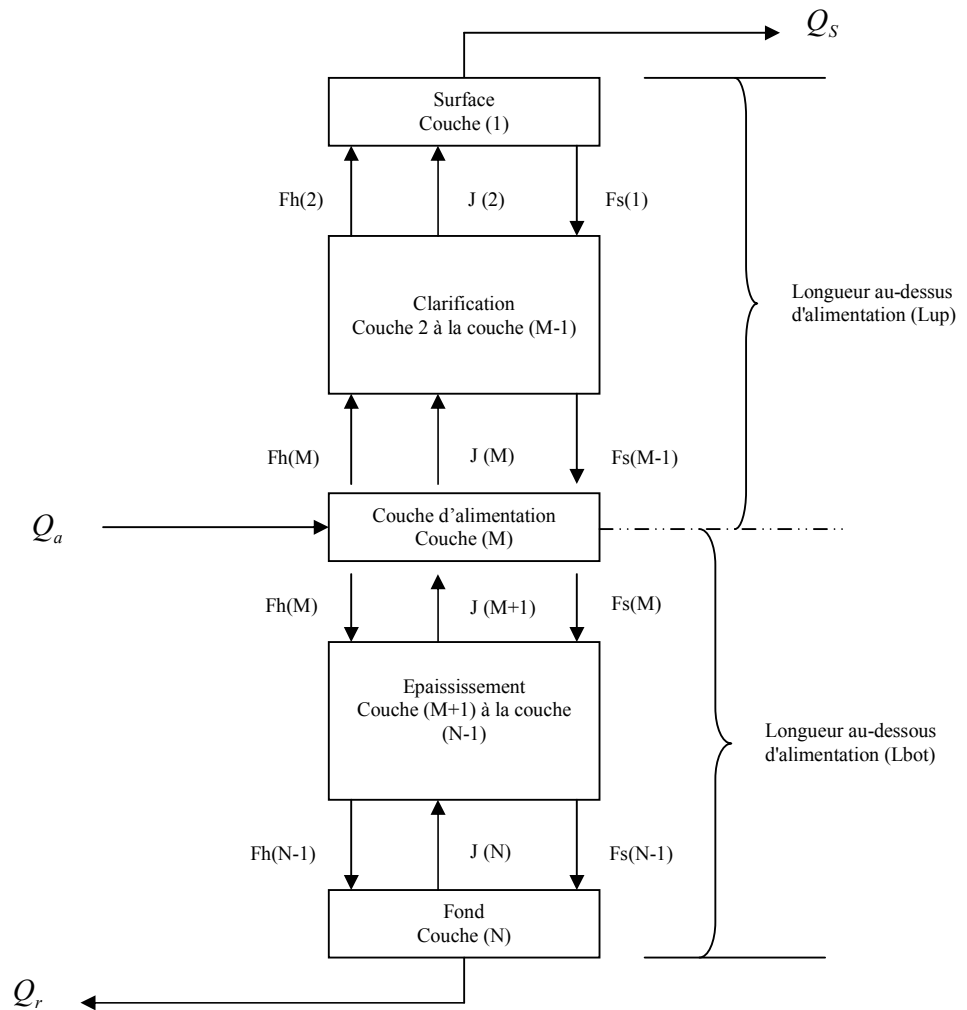 Q_S
Surface
Couche (1)
Fh(2)
J (2)
Fs(1)
Clarification
Couche 2 à la couche (M-1)
Longueur au-dessus
d'alimentation (Lup)
Fh(M)
J (M)
Fs(M-1)
Q_a
Couche d’alimentation
Couche (M)
Fh(M)
J (M+1)
Fs(M)
Epaississement
Couche (M+1) à la couche
(N-1)
Longueur au-dessous
d'alimentation (Lbot)
Fh(N-1)
J (N)
Fs(N-1)
Fond
Couche (N)
Q_r